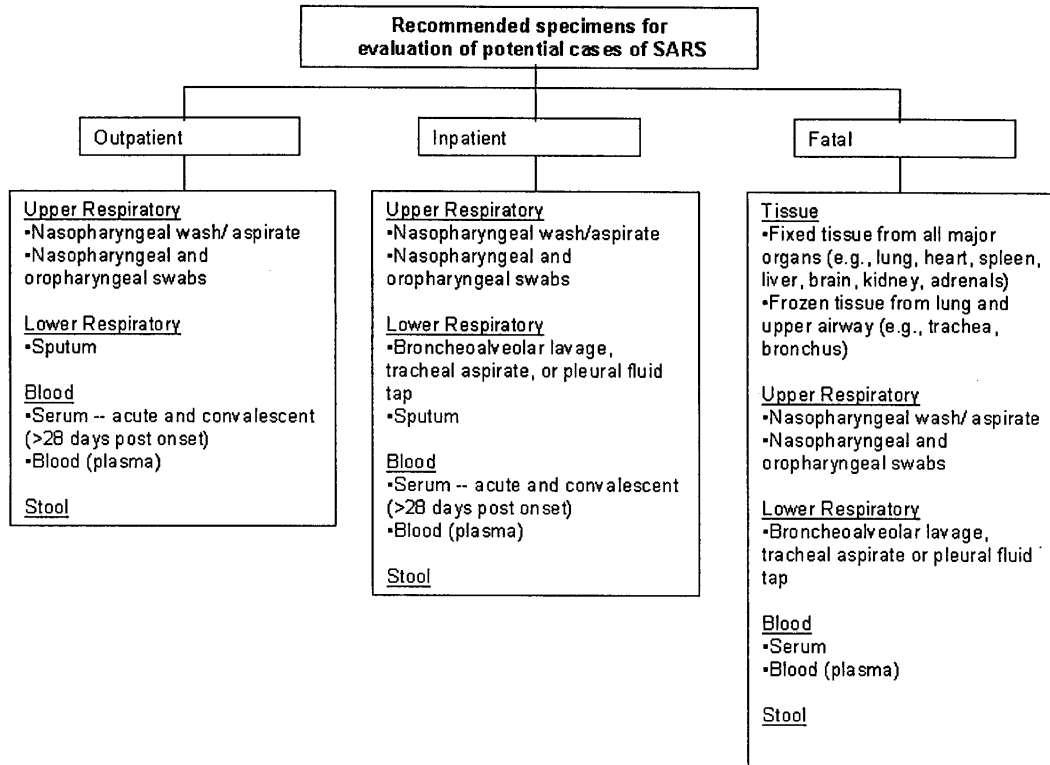 Recommended specimens for
evaluation of potential cases of SARS
Outpatient
Inpatient
Fatal
Upper Respiratory
▪Nasopharyngeal wash/ aspirate
▪Nasopharyngeal and
oropharyngeal swabs
Lower Respiratory
▪Sputum
Blood
▪Serum -- acute and convalescent
(>28 days post onset)
▪Blood (plasma)
Stool
Upper Respiratory
▪Nasopharyngeal wash/aspirate
▪Nasopharyngeal and
oropharyngeal swabs
Lower Respiratory
▪Broncheoalveolar lavage,
tracheal aspirate, or pleural fluid
tap
▪Sputum
Blood
▪Serum -- acute and convalescent
(>28 days post onset)
▪Blood (plasma)
Stool
Tissue
▪Fixed tissue from all major
organs (e.g., lung, heart, spleen,
liver, brain, kidney, adrenals)
▪Frozen tissue from lung and
upper airway (e.g., trachea,
bronchus)
Upper Respiratory
▪Nasopharyngeal wash/ aspirate
▪Nasopharyngeal and
oropharyngeal swabs
Lower Respiratory
▪Broncheoalveolar lavage,
tracheal aspirate or pleural fluid
tap
Blood
▪Serum
▪Blood (plasma)
Stool